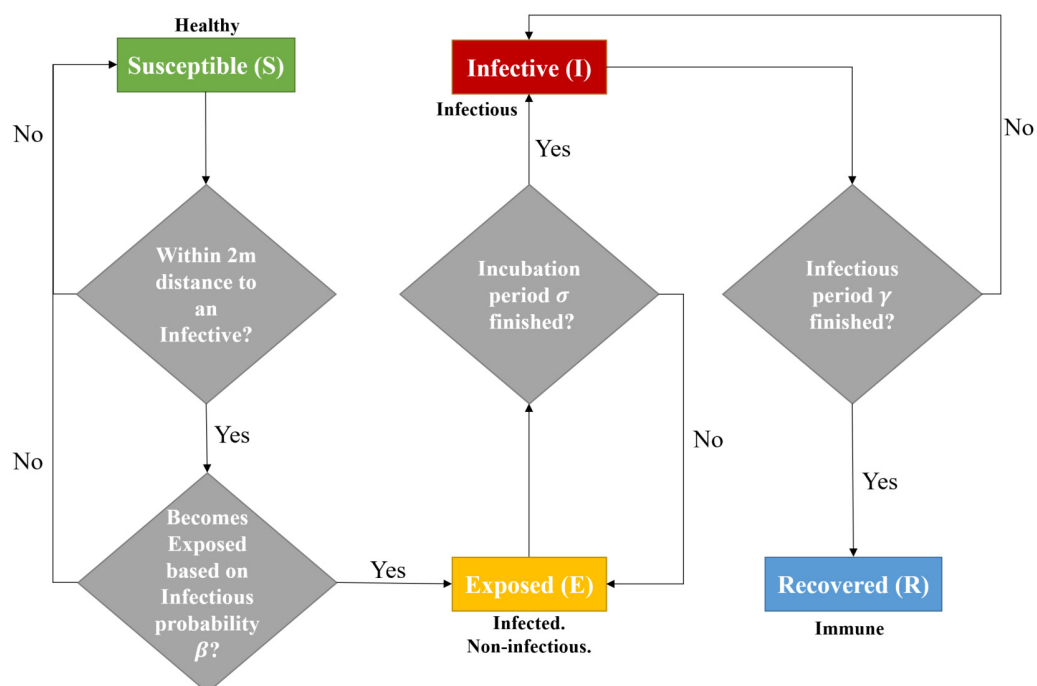 Healthy
Susceptible (S)
No
Within 2m
distance to
an
Infective?
Yes
No
Becomes
Exposed
based on
Infectious
probability
β?
Yes
Exposed (E)
Infected.
Non-infectious.
Incubation
period σ
finished?
No
Yes
Infective (I)
Infectious
Infectious
period γ
finished?
No
Yes
Recovered (R)
Immune